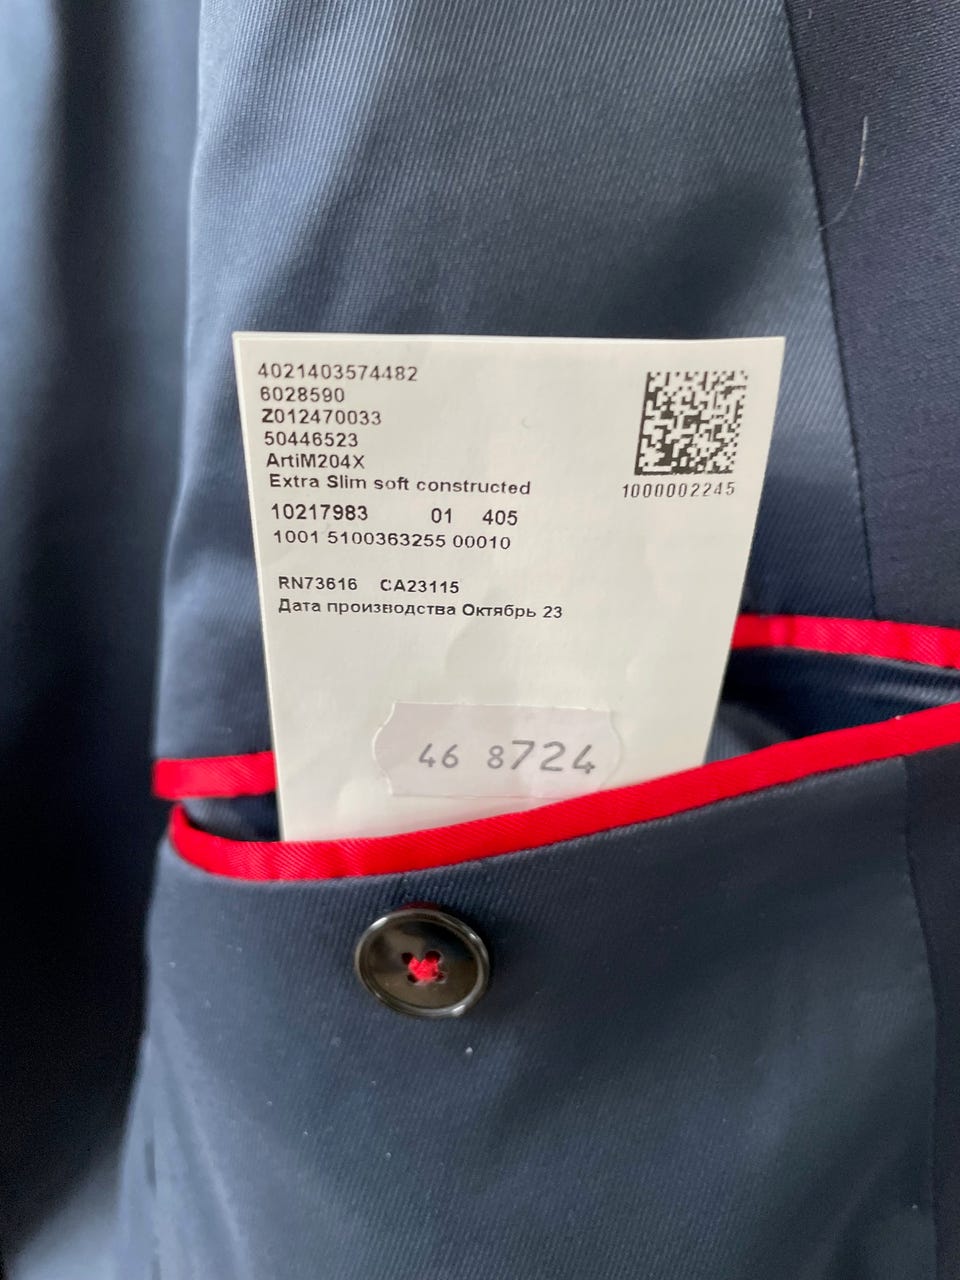 4021403574482
6028590
Z012470033
50446523
ArtiM204X
Extra Slim soft constructed
1000002245
10217983 01 405
1001 5100363255 00010
RN73616 CA23115
Дата производства Октябрь 23
46 8724